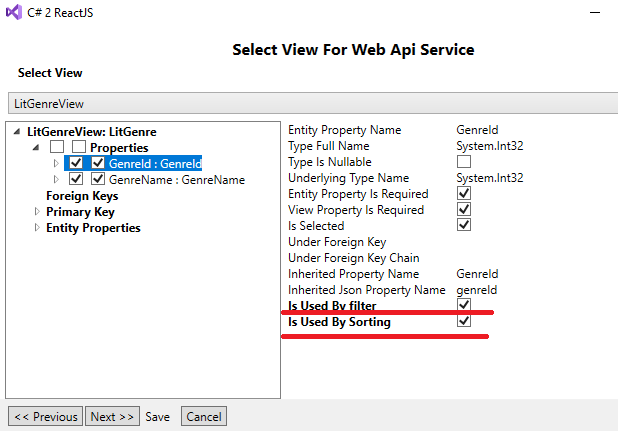 C# 2 ReactJS
Select View For Web Api Service
Select View
LitGenreView
LitGenreView: LitGenre
Properties
GenreId : GenreId
GenreName : GenreName
Foreign Keys
Primary Key
Entity Properties
Entity Property Name GenreId
Type Full Name System.Int32
Type Is Nullable
Underlying Type Name System.Int32
Entity Property Is Required
View Property Is Required
Is Selected
Under Foreign Key
Under Foreign Key Chain
Inherited Property Name GenreId
Inherited Json Property Name genreId
Is Used By filter
Is Used By Sorting
<< Previous Next >> Save Cancel